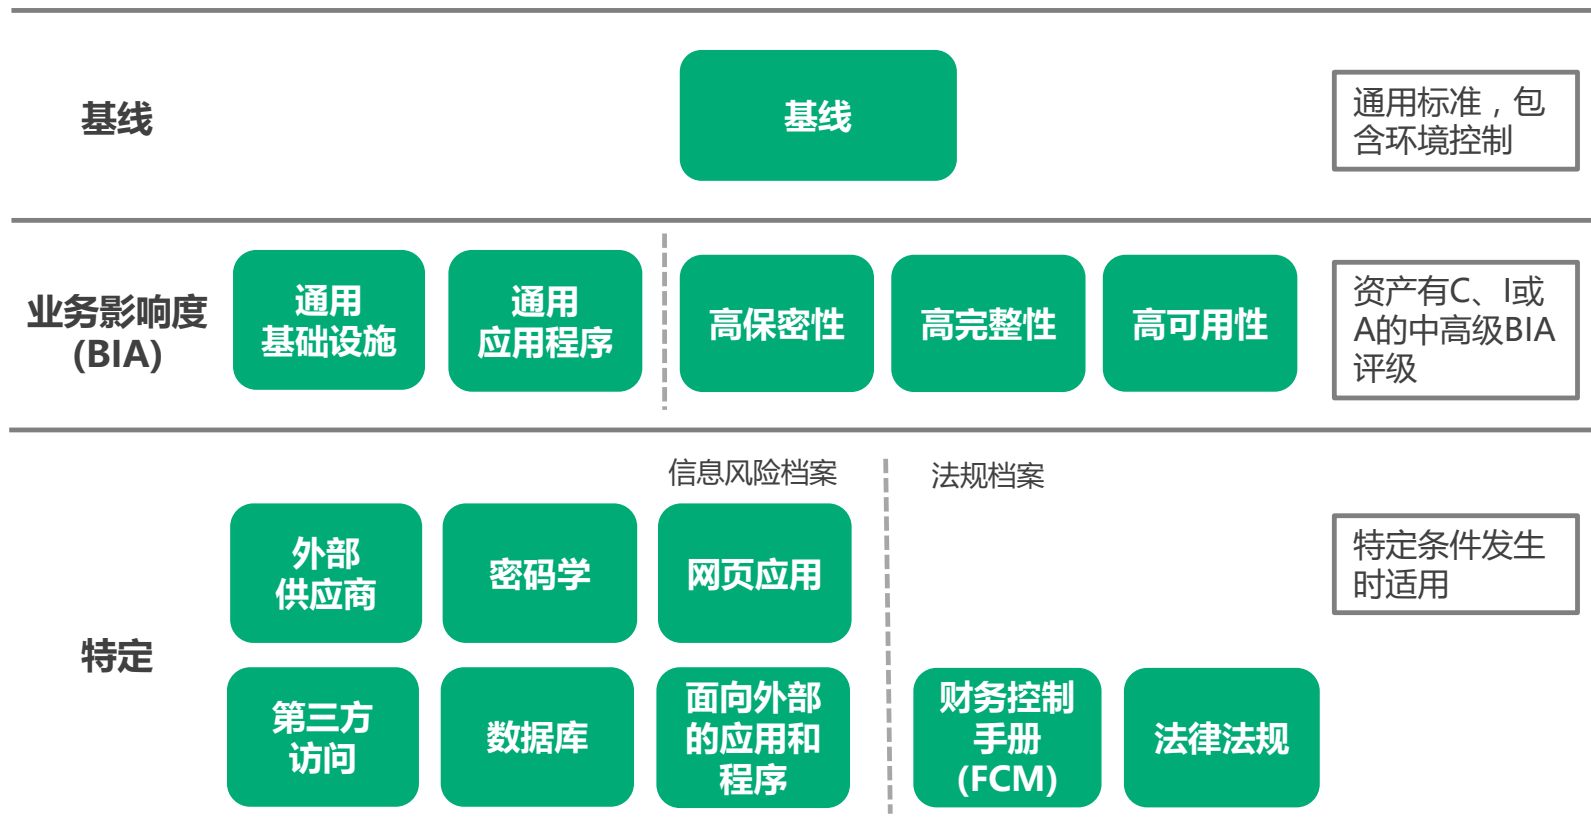 基线
基线
通用标准，包
含环境控制
业务影响度
(BIA)
通用
基础设施
通用
应用程序
高保密性
高完整性
高可用性
资产有C、I或
A的中高级BIA
评级
信息风险档案
法规档案
特定
外部
供应商
密码学
网页应用
特定条件发生
时适用
第三方
访问
数据库
面向外部
的应用和
程序
财务控制
手册
(FCM)
法律法规